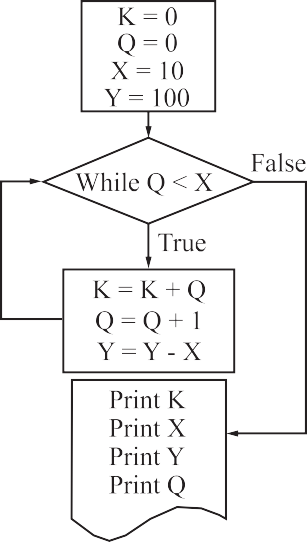 K = 0
Q = 0
X = 10
Y = 100
While Q < X
False
True
K = K + Q
Q = Q + 1
Y = Y - X
Print K
Print X
Print Y
Print Q